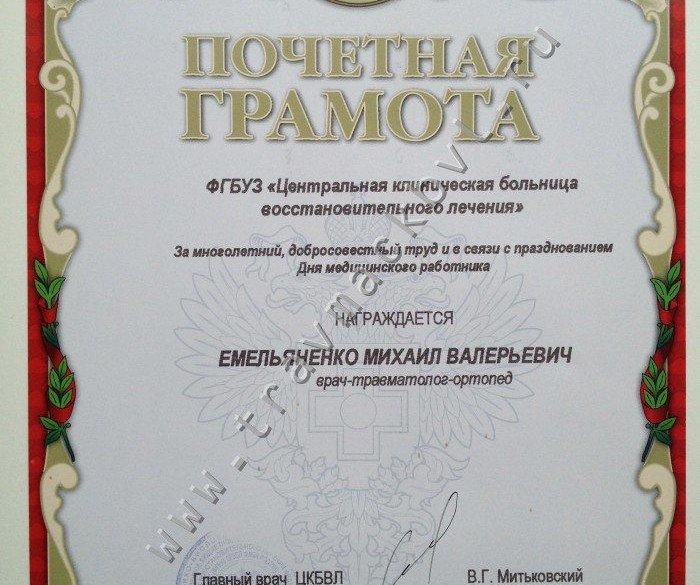 ПОЧЕТНАЯ
ГРАМОТА
ФГБУЗ «Центральная клиническая больница
восстановительного лечения»
За многолетний, добросовестный труд и в связи с празднованием
Дня медицинского работника
НАГРАЖДАЕТСЯ
ЕМЕЛЬЯНЕНКО МИХАИЛ ВАЛЕРЬЕВИЧ
врач-травматолог-ортопед
Главный врач ЦКБВЛ
В.Г. Митьковский